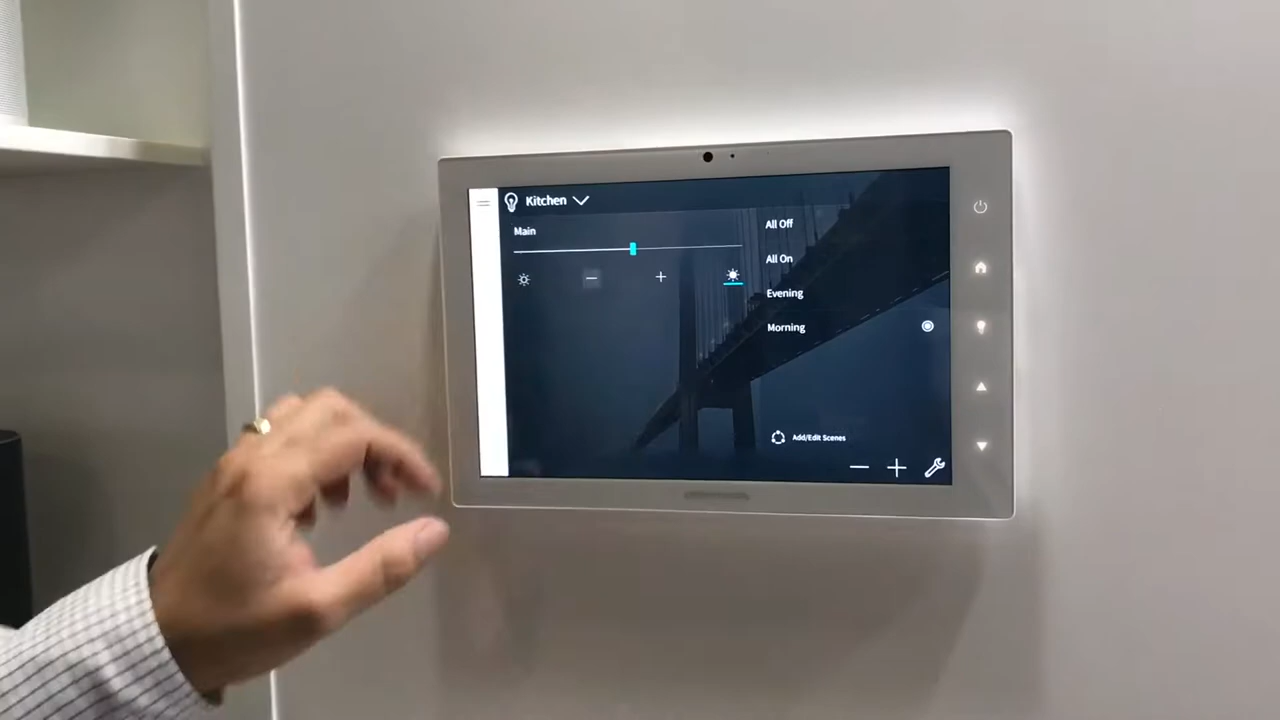 Kitchen
Main
All Off
All On
Evening
Morning
Add/Edit Scenes